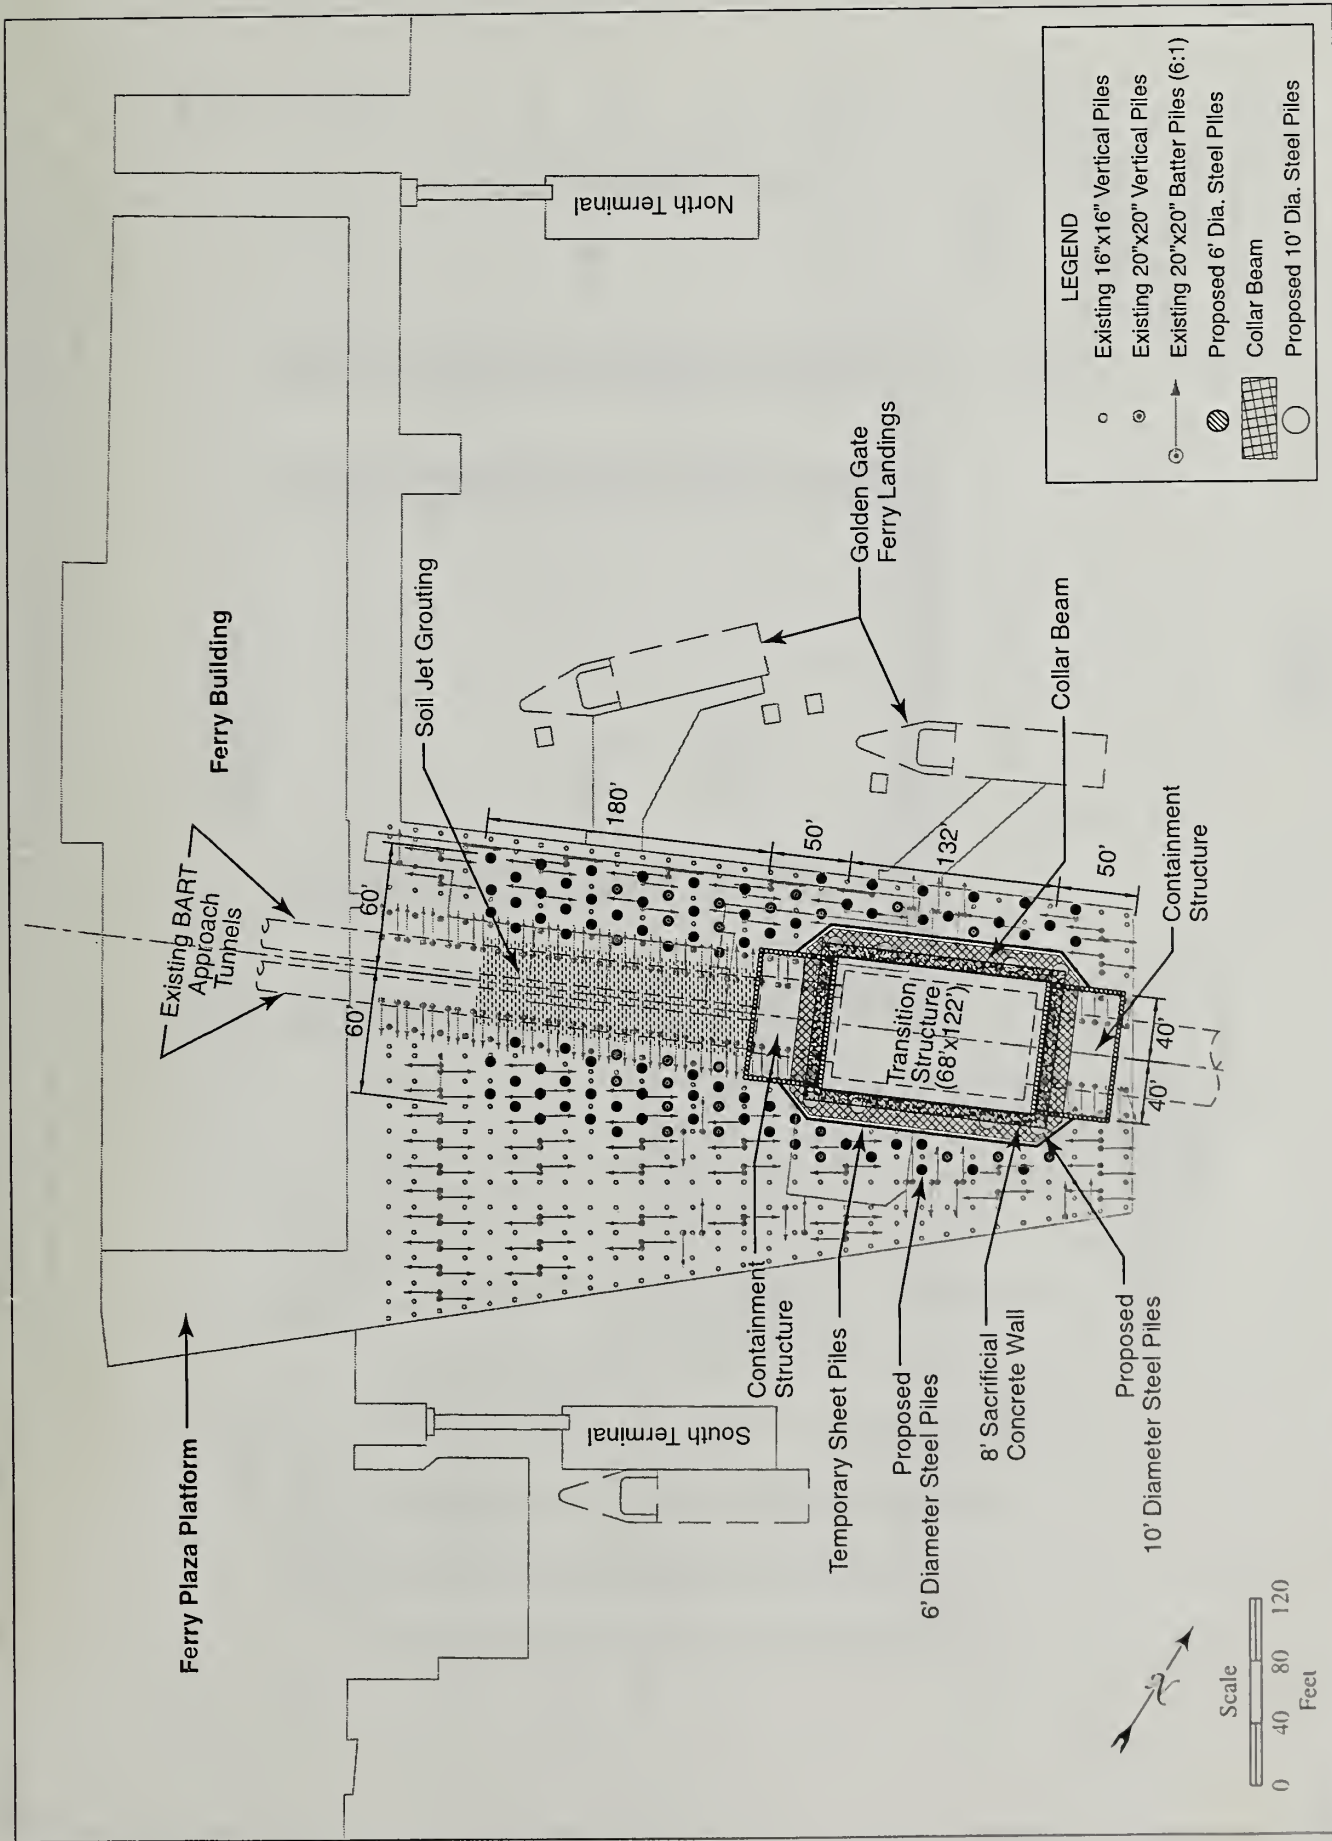 Ferry Plaza Platform
Ferry Building
Existing BART
Approach
Tunnels
60'
60'
Soil Jet Grouting
180'
50'
132'
50'
40'
40'
North Terminal
South Terminal
Golden Gate
Ferry Landings
Collar Beam
Containment
Structure
Transition
Structure
(68'x122')
Containment
Structure
Temporary Sheet Piles
Proposed
6' Diameter Steel Piles
8' Sacrificial
Concrete Wall
Proposed
10' Diameter Steel Piles
Scale
0 40 80 120
Feet
LEGEND
Existing 16"x16" Vertical Piles
Existing 20"x20" Vertical Piles
Existing 20"x20" Batter Piles (6:1)
Proposed 6' Dia. Steel PIles
Collar Beam
Proposed 10' Dia. Steel Piles